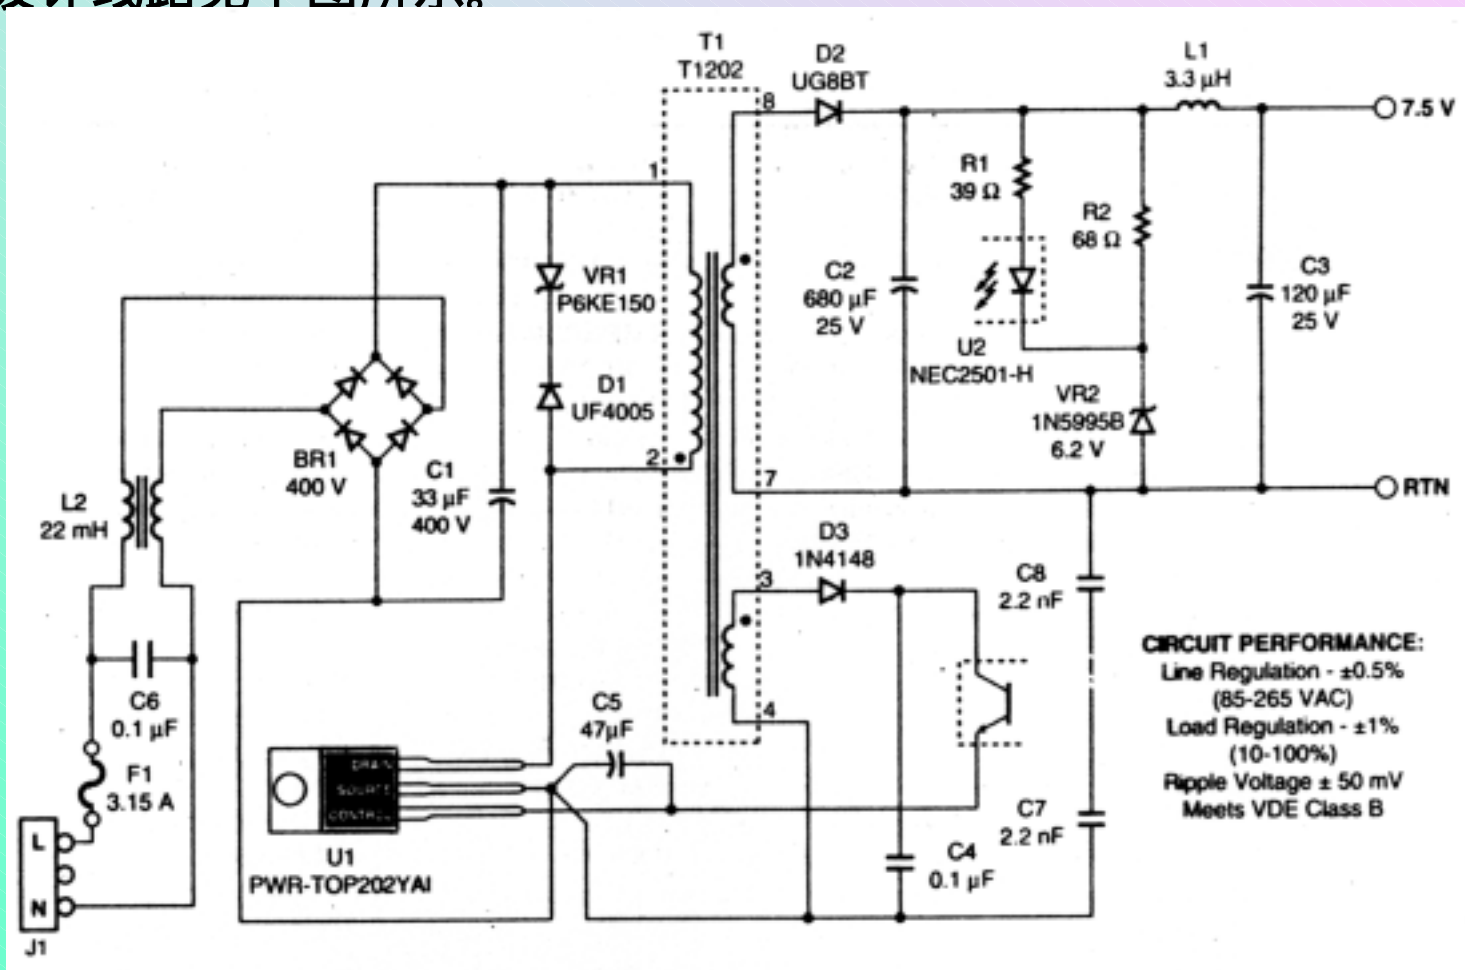 T1
T1202
D2
UG8BT
L1
3.3 μH
8
7.5 V
1
R1
39 Ω
R2
68 Ω
VR1
P6KE150
C2
680 μF
25 V
C3
120 μF
25 V
U2
NEC2501-H
D1
UF4005
VR2
1N5995B
6.2 V
BR1
400 V
C1
33 μF
400 V
2
7
RTN
L2
22 mH
D3
1N4148
3
C8
2.2 nF
C6
0.1 μF
C5
47μF
4
CIRCUIT PERFORMANCE:
Line Regulation - ±0.5%
(85-265 VAC)
Load Regulation - ±1%
(10-100%)
Ripple Voltage ± 50 mV
Meets VDE Class B
F1
3.15 A
DRAIN
SOURCE
CONTROL
C7
2.2 nF
L
N
J1
U1
PWR-TOP202YAI
C4
0.1 μF